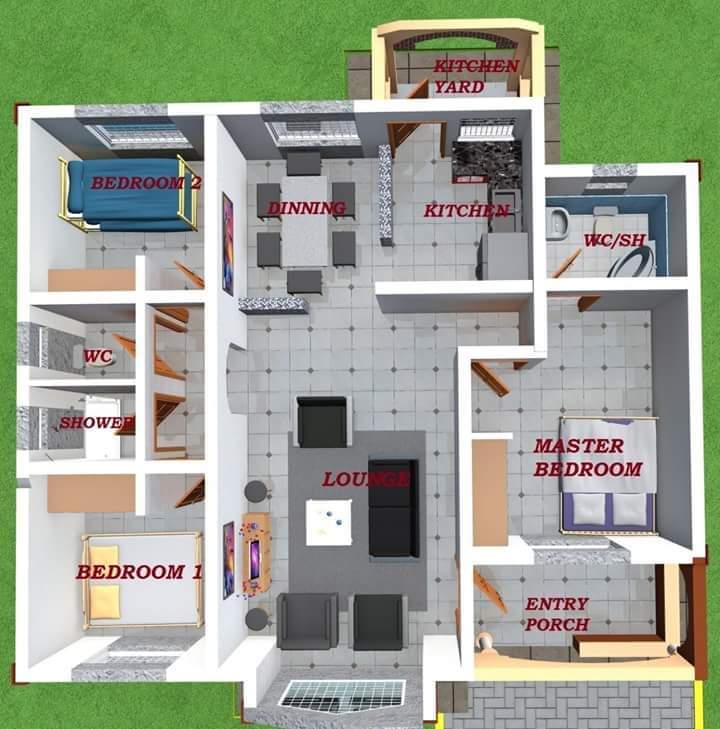 KITCHEN
YARD
BEDROOM 2
DINNING
KITCHEN
WC/SH
WC
SHOWER
LOUNGE
MASTER
BEDROOM
BEDROOM 1
ENTRY
PORCH